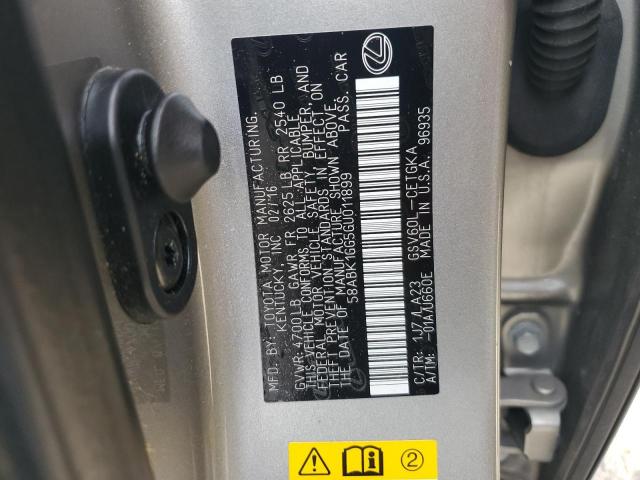 MFD. BY: TOYOTA MOTOR MANUFACTURING,
KENTUCKY, INC. 02/16
GVWR: 4700 LB GAWR FR 2625 LB RR 2540 LB
THIS VEHICLE CONFORMS TO ALL APPLICABLE
FEDERAL MOTOR VEHICLE SAFETY, BUMPER, AND
THEFT PREVENTION STANDARDS IN EFFECT ON
THE DATE OF MANUFACTURE SHOWN ABOVE.
58ABK1GG5GU011899 PASS. CAR
C/TR: 1J7/LA23 GSV60L-CETGKA
A/TM: -01A/U660E MADE IN U.S.A. 96935
2